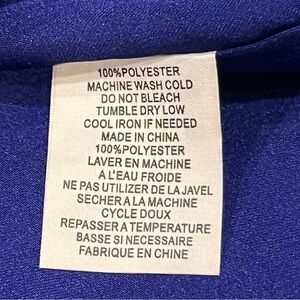 100%POLYESTER
MACHINE WASH COLD
DO NOT BLEACH
TUMBLE DRY LOW
COOL IRON IF NEEDED
MADE IN CHINA
100%POLYESTER
LAVER EN MACHINE
A L'EAU FROIDE
NE PAS UTILIZER DE LA JAVEL
SECHER A LA MACHINE
CYCLE DOUX
REPASSER A TEMPERATURE
BASSE SI NECESSAIRE
FABRIQUE EN CHINE